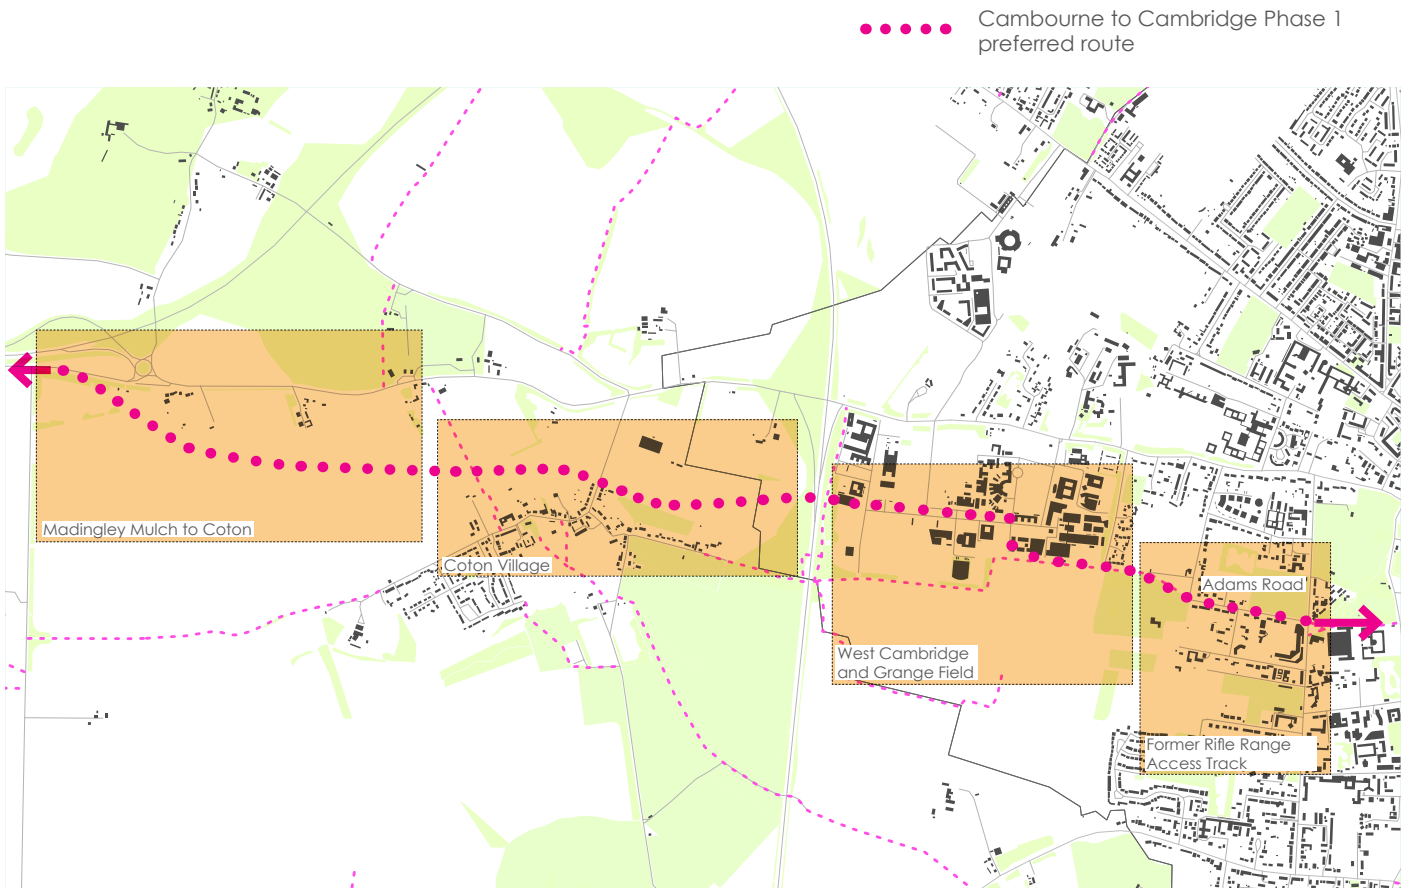 Cambourne to Cambridge Phase 1
preferred route
Madingley Mulch to Coton
Coton Village
Adams Road
West Cambridge
and Grange Field
Former Rifle Range
Access Track